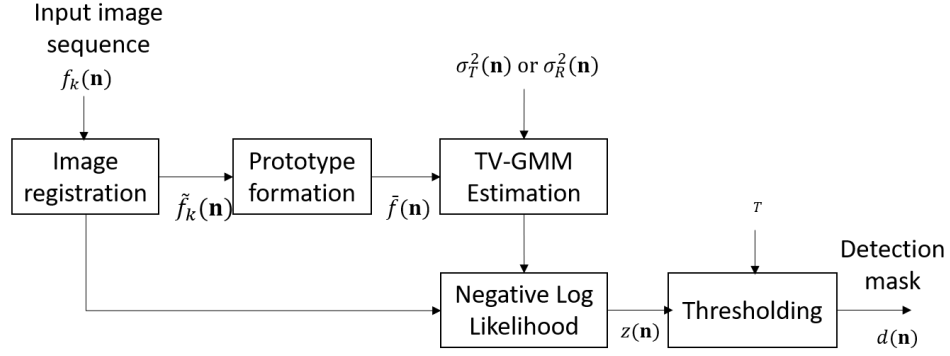 Input image
sequence
f_k(𝐧)
σ_T^2(𝐧) or σ_R^2(𝐧)
Image
registration
Prototype
formation
TV-GMM
Estimation
f̃_k(𝐧)
f̄(𝐧)
T
Detection
mask
Negative Log
Likelihood
Thresholding
z(𝐧)
d(𝐧)